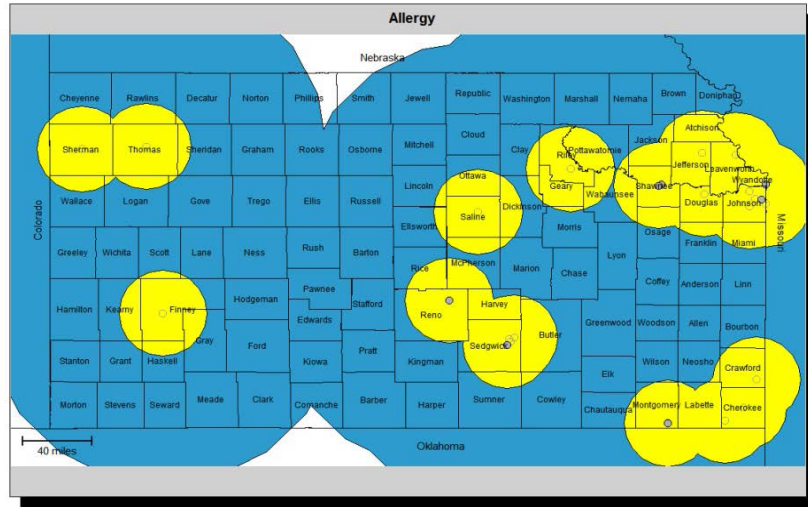 Allergy
Nebraska
Cheyenne Rawlins Decatur Norton Phillips Smith Jewell Republic Washington Marshall Nemaha Brown Doniphan
Cloud Atchison
Sherman Thomas Sheridan Graham Rooks Osborne Mitchell Clay Riley Pottawatomie Jackson Jefferson Leavenworth
Ottawa Wyandotte
Lincoln Geary Wabaunsee Shawnee
Wallace Logan Gove Trego Ellis Russell Saline Dickinson Douglas Johnson
Colorado
Ellsworth Morris Osage Missouri
Greeley Wichita Scott Lane Ness Rush Barton Lyon Franklin Miami
Rice McPherson Marion Chase
Pawnee Coffey Anderson Linn
Hamilton Kearny Finney Hodgeman Stafford Reno Harvey
Edwards Greenwood Woodson Allen Bourbon
Gray Ford Pratt Sedgwick Butler
Stanton Grant Haskell Kiowa Kingman Elk Wilson Neosho Crawford
Morton Stevens Seward Meade Clark Comanche Barber Harper Sumner Cowley Chautauqua Montgomery Labette Cherokee
40 miles
Oklahoma